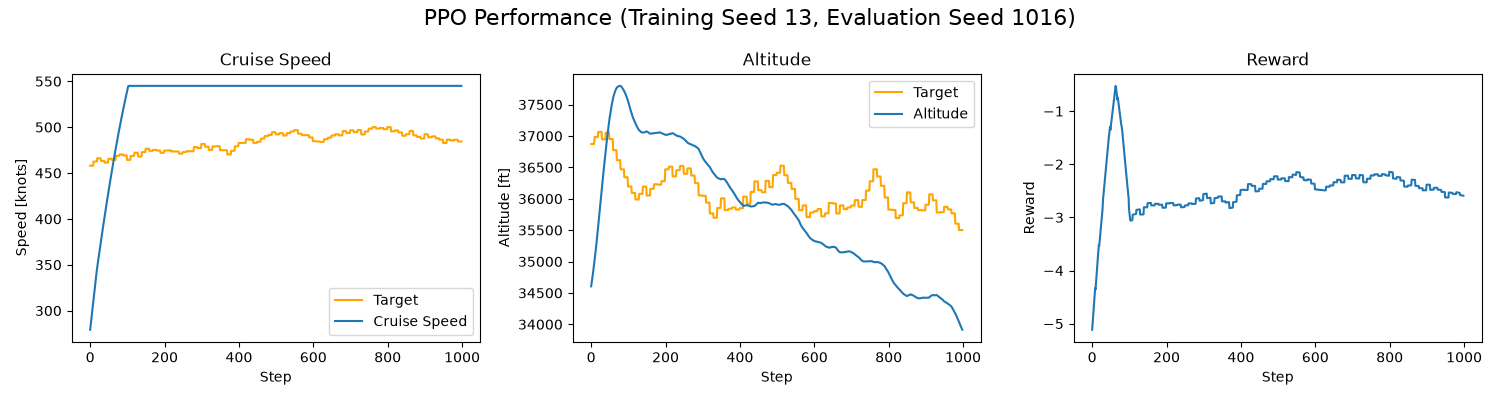 PPO Performance (Training Seed 13, Evaluation Seed 1016)
Cruise Speed
Speed [knots]
550
500
450
400
350
300
Target
Cruise Speed
0 200 400 600 800 1000
Step
Altitude
Altitude [ft]
37500
37000
36500
36000
35500
35000
34500
34000
Target
Altitude
0 200 400 600 800 1000
Step
Reward
Reward
−1
−2
−3
−4
−5
0 200 400 600 800 1000
Step